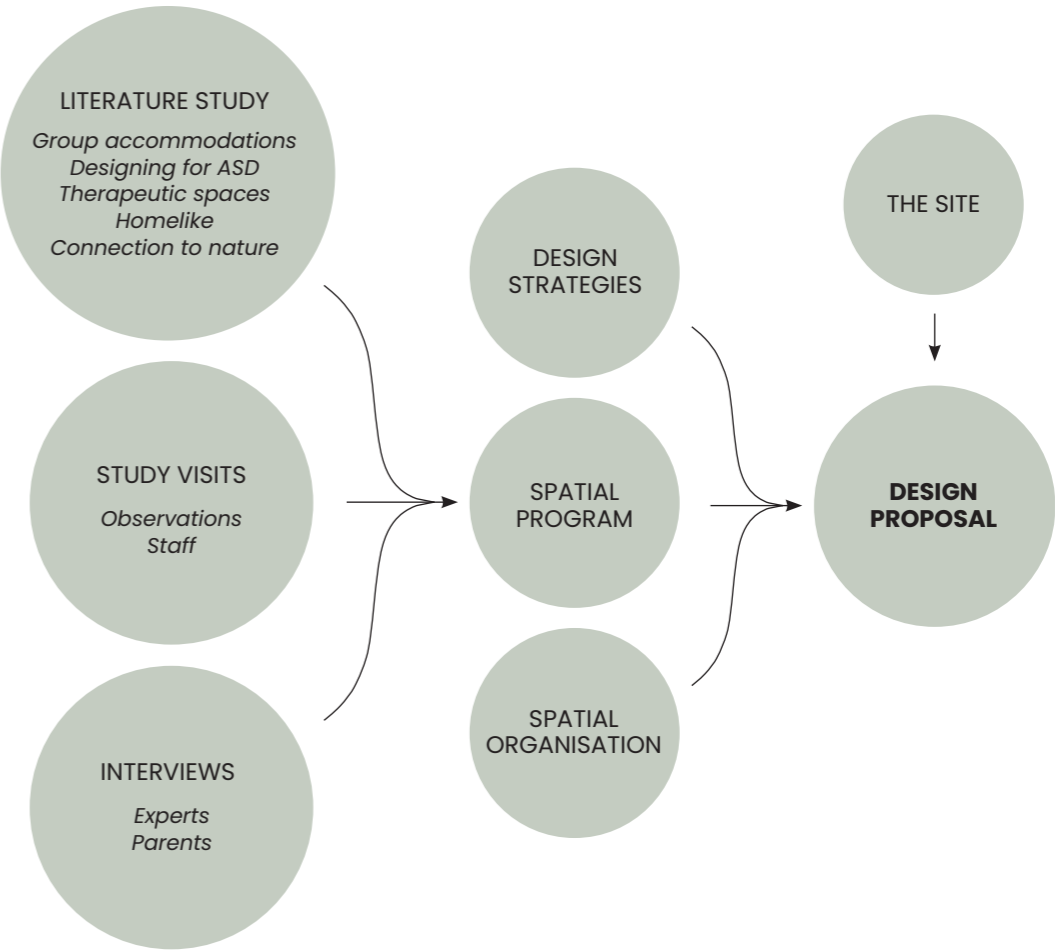 LITERATURE STUDY
Group accommodations
Designing for ASD
Therapeutic spaces
Homelike
Connection to nature
STUDY VISITS
Observations
Staff
INTERVIEWS
Experts
Parents
DESIGN
STRATEGIES
SPATIAL
PROGRAM
SPATIAL
ORGANISATION
THE SITE
DESIGN
PROPOSAL